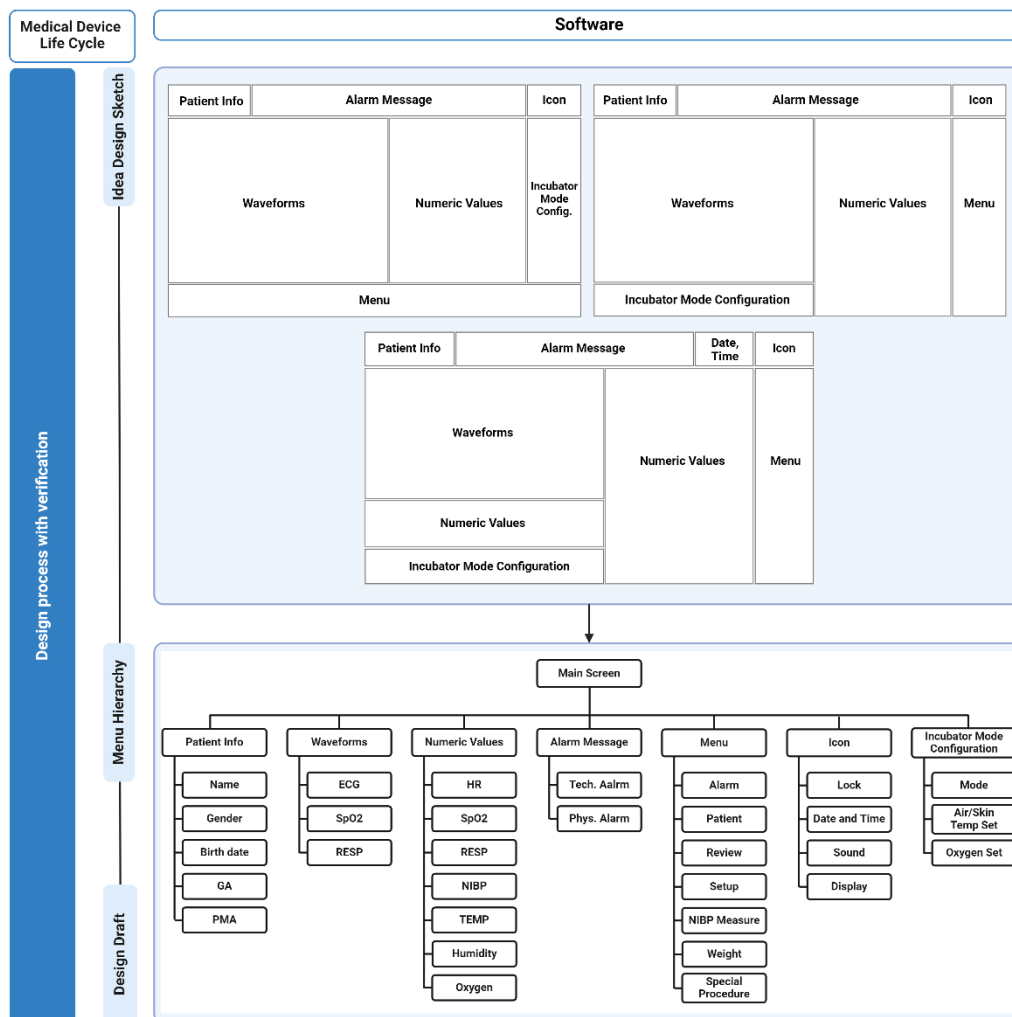 Medical Device
Life Cycle
Software
Design process with verification
Idea Design Sketch
Patient Info
Alarm Message
Icon
Waveforms
Numeric Values
Incubator
Mode
Config.
Menu
Patient Info
Alarm Message
Icon
Waveforms
Numeric Values
Menu
Incubator Mode Configuration
Patient Info
Alarm Message
Date,
Time
Icon
Waveforms
Numeric Values
Menu
Numeric Values
Incubator Mode Configuration
Menu Hierarchy
Main Screen
Patient Info
Name
Gender
Birth date
GA
PMA
Waveforms
ECG
SpO2
RESP
Numeric Values
HR
SpO2
RESP
NIBP
TEMP
Humidity
Oxygen
Alarm Message
Tech. Aalrm
Phys. Alarm
Menu
Alarm
Patient
Review
Setup
NIBP Measure
Weight
Special
Procedure
Icon
Lock
Date and Time
Sound
Display
Incubator Mode
Configuration
Mode
Air/Skin
Temp Set
Oxygen Set
Design Draft